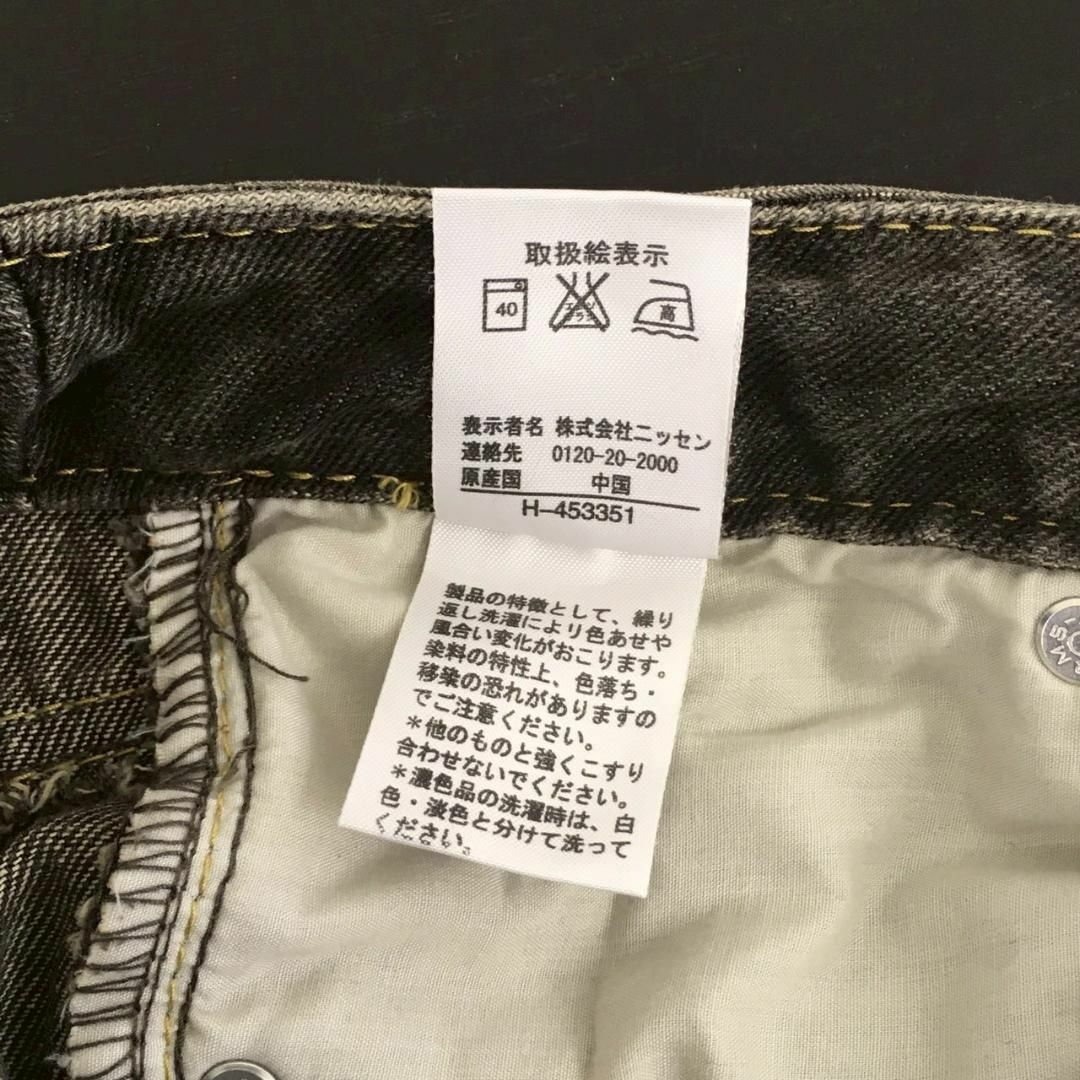 取扱絵表示
40
エンソ
サラシ
高
表示者名 株式会社ニッセン
連絡先 0120-20-2000
原産国 中国
H-453351
製品の特徴として、繰り
返し洗濯により色あせや
風合い変化がおこります。
染料の特性上、色落ち・
移染の恐れがありますの
でご注意ください。
*他のものと強くこすり
合わせないでください。
*濃色品の洗濯時は、白
色・淡色と分けて洗って
ください。